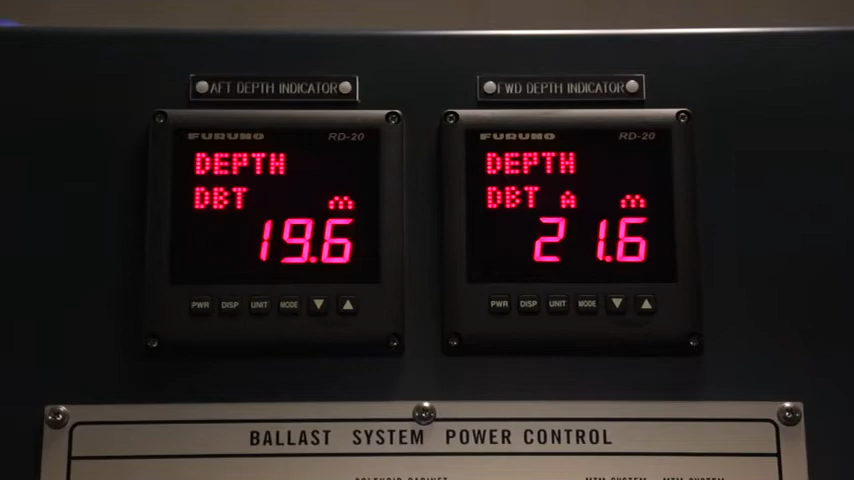 AFT DEPTH INDICATOR
FURUNO RD-20
DEPTH
DBT m
19.6
PWR DISP UNIT MODE
FWD DEPTH INDICATOR
FURUNO RD-20
DEPTH
DBT A m
21.6
PWR DISP UNIT MODE
BALLAST SYSTEM POWER CONTROL